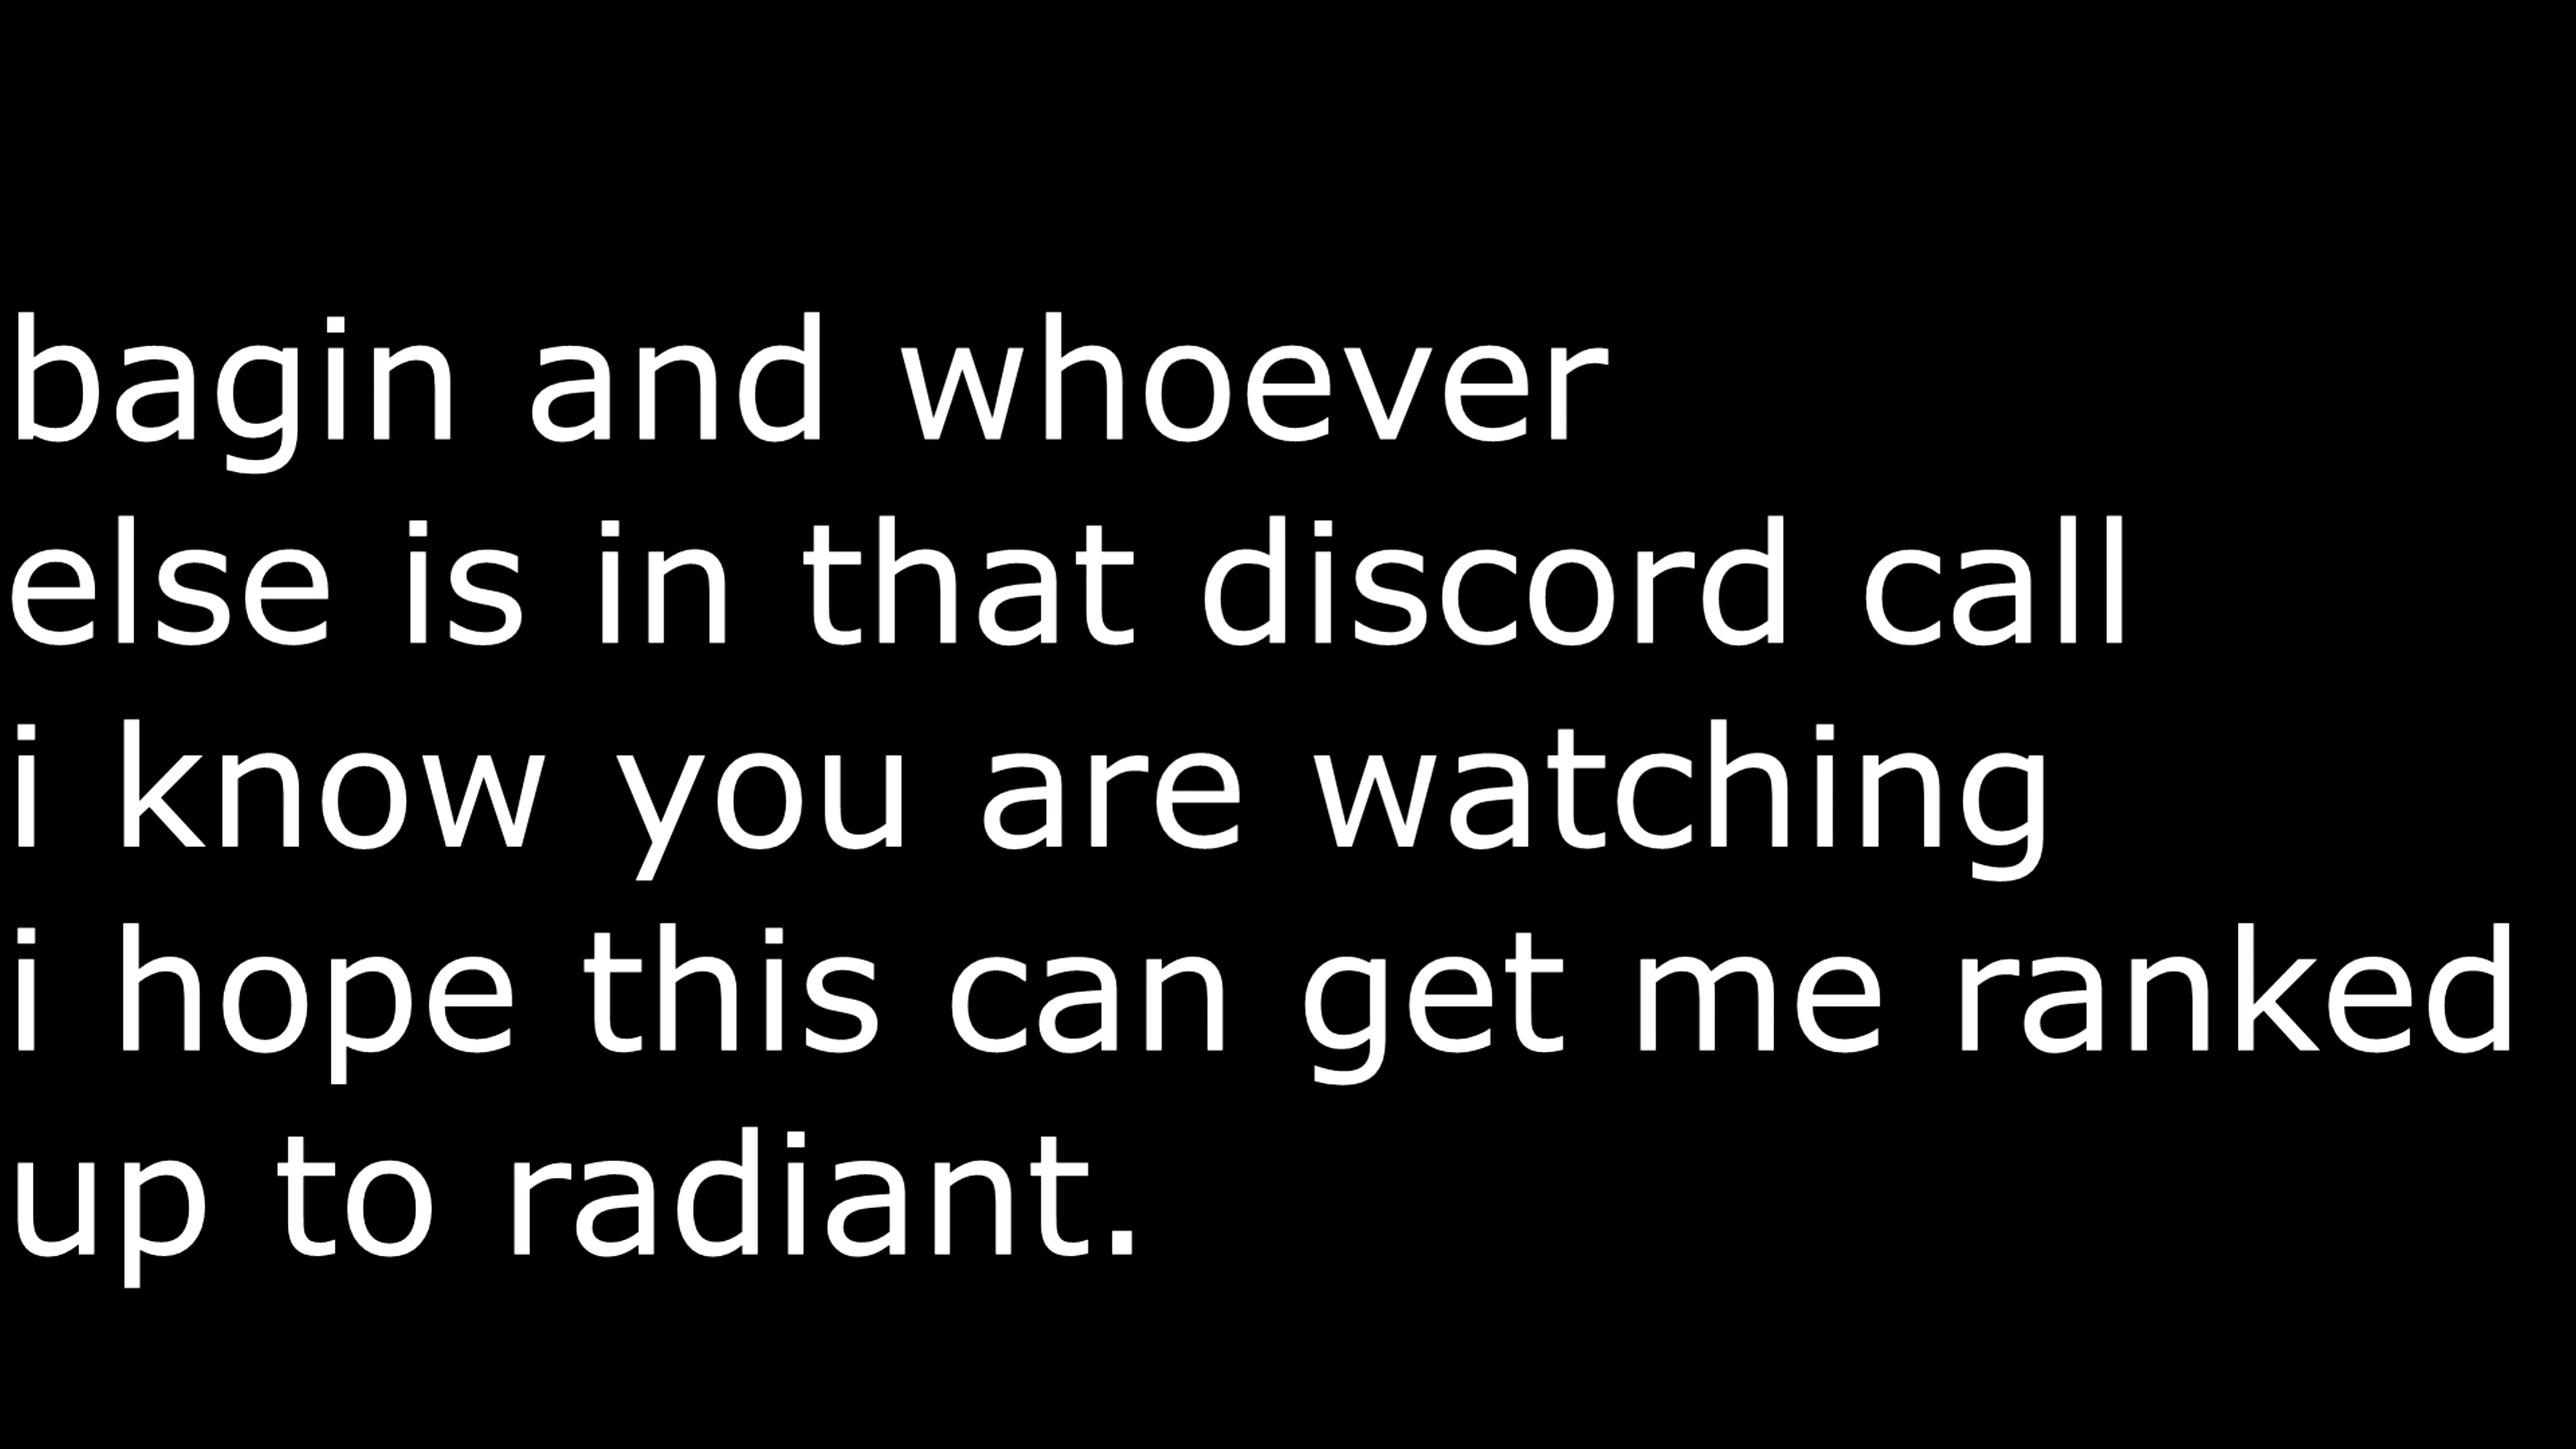 bagin and whoever
else is in that discord call
i know you are watching
i hope this can get me ranked
up to radiant.